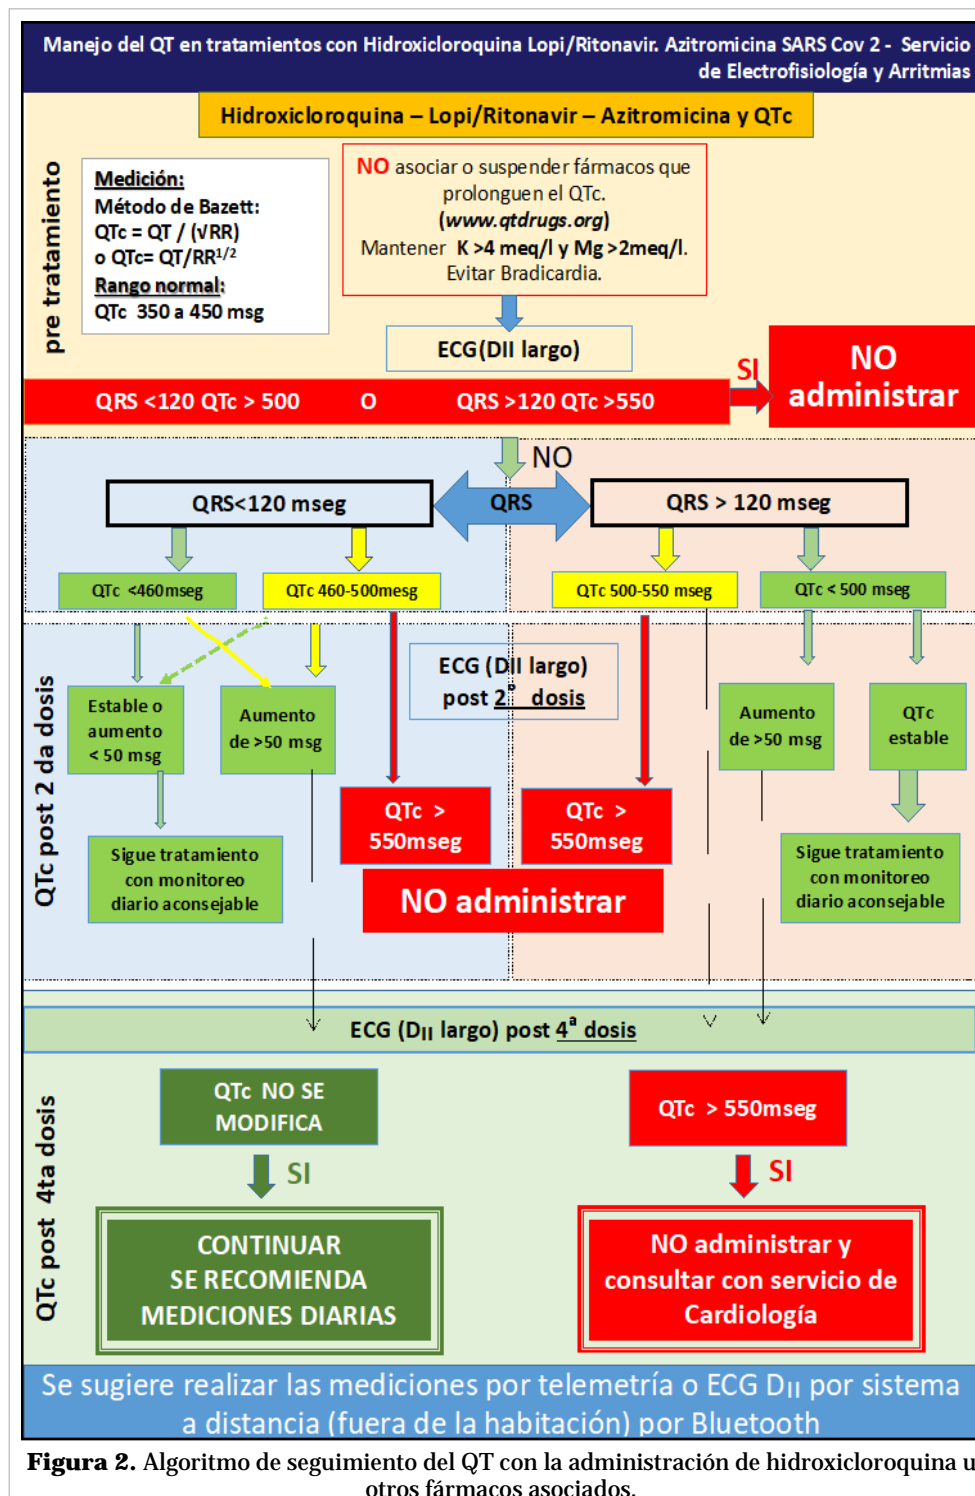 Manejo del QT en tratamientos con Hidroxicloroquina Lopi/Ritonavir. Azitromicina SARS Cov 2 - Servicio
de Electrofisiología y Arritmias
Hidroxicloroquina – Lopi/Ritonavir – Azitromicina y QTc
pre tratamiento
Medición:
Método de Bazett:
QTc = QT / (√RR)
o QTc= QT/RR1/2
Rango normal:
QTc 350 a 450 msg
NO asociar o suspender fármacos que
prolonguen el QTc.
(www.qtdrugs.org)
Mantener K >4 meq/l y Mg >2meq/l.
Evitar Bradicardia.
ECG(DII largo)
QRS <120 QTc > 500 O QRS >120 QTc >550
SI
NO
administrar
NO
QRS<120 mseg
QRS
QRS > 120 mseg
QTc <460mseg
QTc 460-500mesg
QTc 500-550 mseg
QTc < 500 mseg
QTc post 2 da dosis
ECG (DII largo)
post 2° dosis
Estable o
aumento
< 50 msg
Aumento
de >50 msg
Aumento
de >50 msg
QTc
estable
QTc >
550mseg
QTc >
550mseg
Sigue tratamiento
con monitoreo
diario aconsejable
NO administrar
Sigue tratamiento
con monitoreo
diario aconsejable
ECG (DII largo) post 4ª dosis
QTc post 4ta dosis
QTc NO SE
MODIFICA
QTc > 550mseg
SI
SI
CONTINUAR
SE RECOMIENDA
MEDICIONES DIARIAS
NO administrar y
consultar con servicio de
Cardiología
Se sugiere realizar las mediciones por telemetría o ECG DII por sistema
a distancia (fuera de la habitación) por Bluetooth
Figura 2. Algoritmo de seguimiento del QT con la administración de hidroxicloroquina u
otros fármacos asociados.